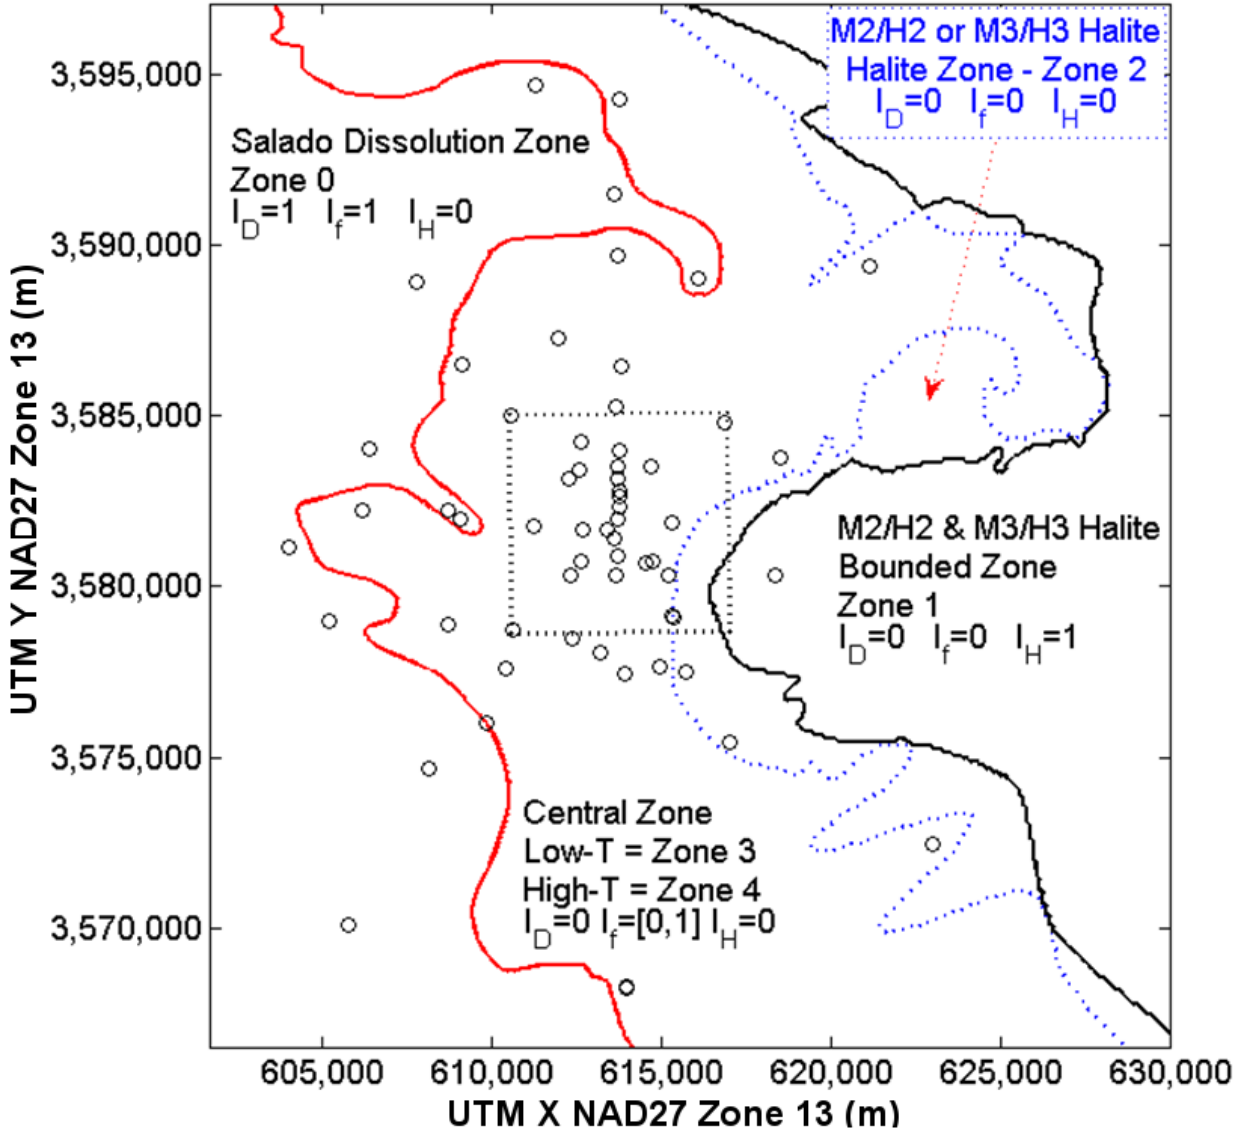 M2/H2 or M3/H3 Halite
Halite Zone - Zone 2
I_D=0 I_f=0 I_H=0
Salado Dissolution Zone
Zone 0
I_D=1 I_f=1 I_H=0
M2/H2 & M3/H3 Halite
Bounded Zone
Zone 1
I_D=0 I_f=0 I_H=1
Central Zone
Low-T = Zone 3
High-T = Zone 4
I_D=0 I_f=[0,1] I_H=0
3,595,000
3,590,000
3,585,000
3,580,000
3,575,000
3,570,000
UTM Y NAD27 Zone 13 (m)
605,000 610,000 615,000 620,000 625,000 630,000
UTM X NAD27 Zone 13 (m)